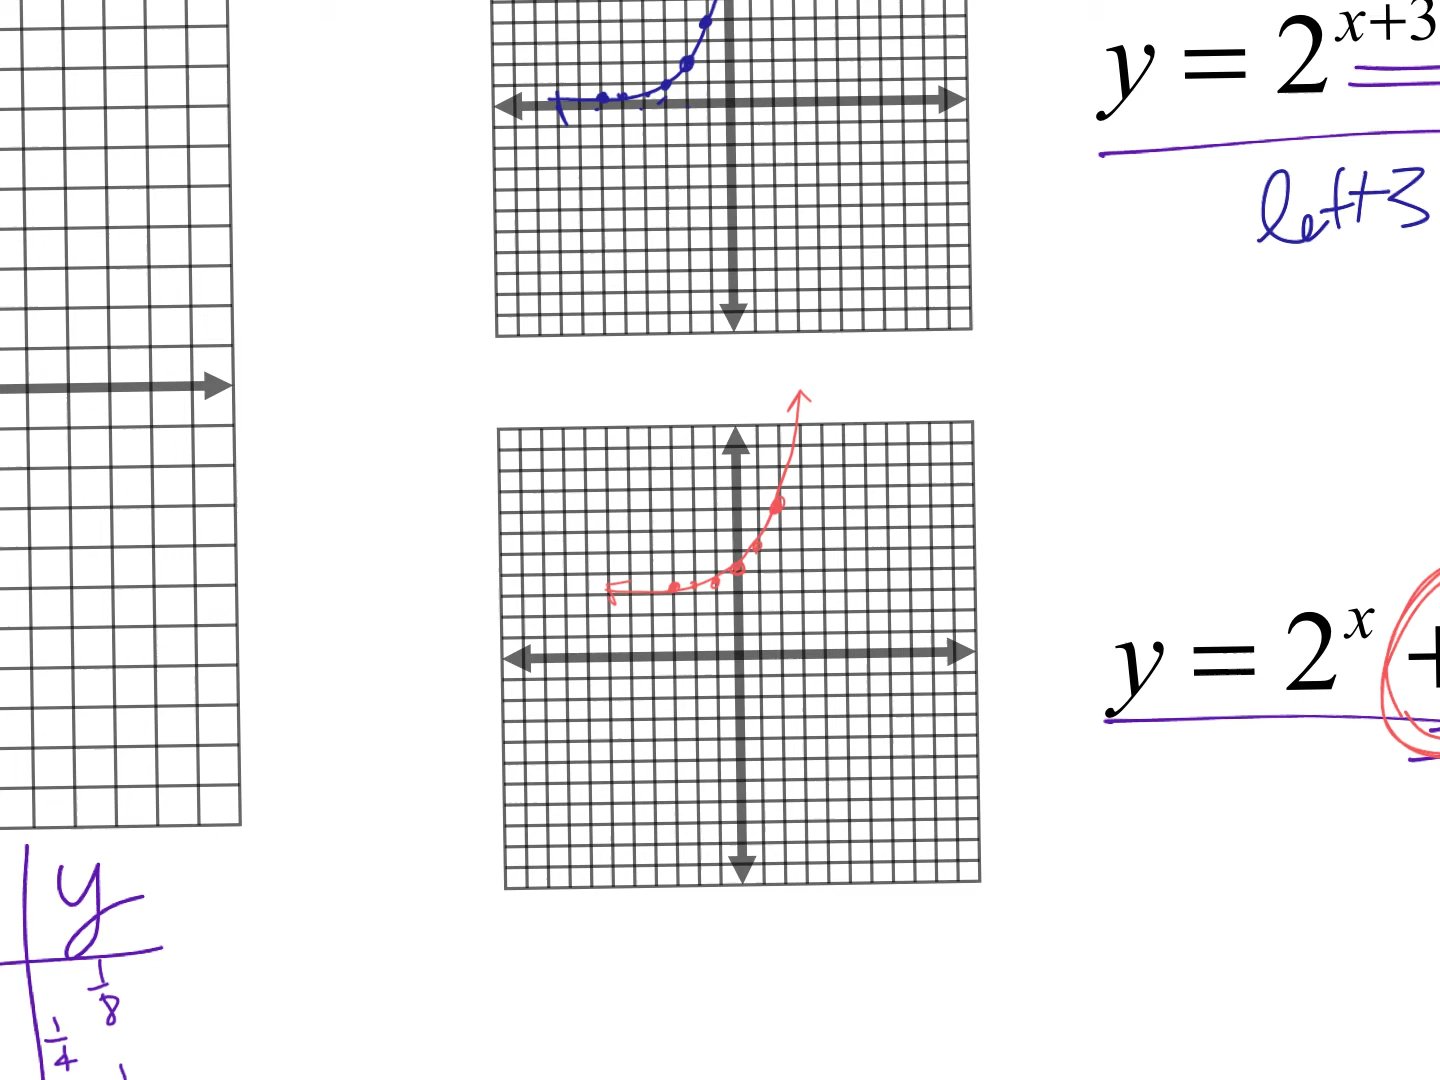 y = 2^{x+3}
left 3
y = 2^x +
y
1/8
1/4